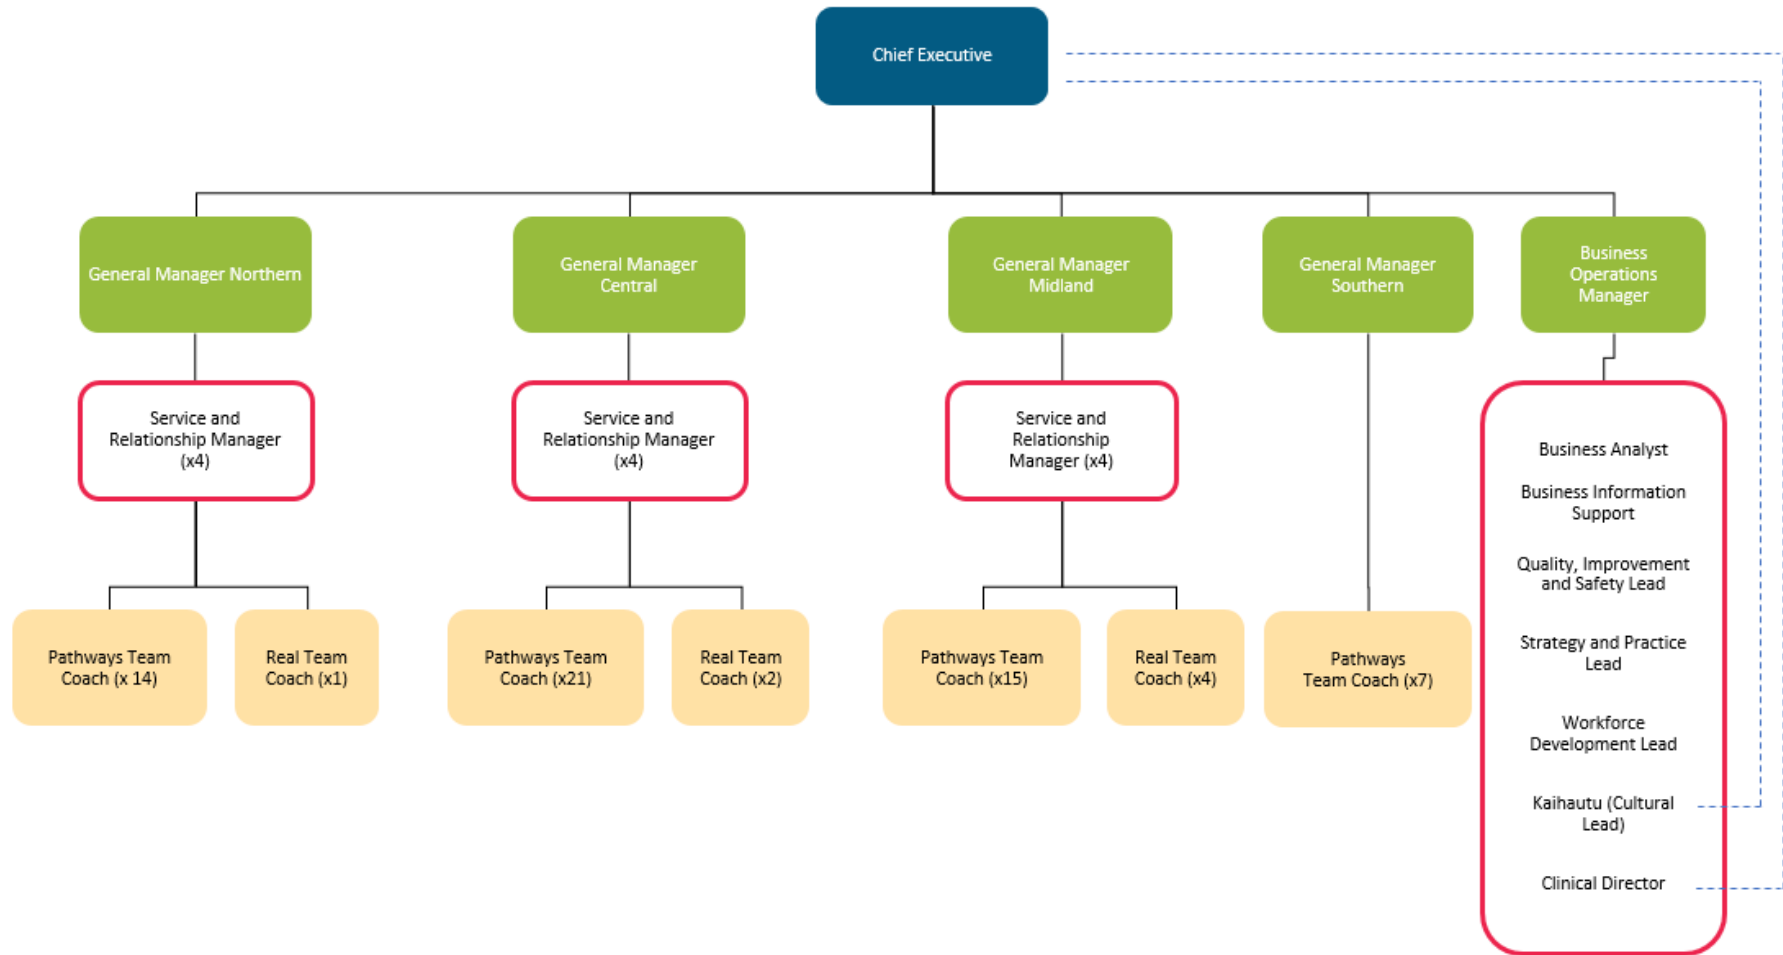 Chief Executive
General Manager Northern
General Manager
Central
General Manager
Midland
General Manager
Southern
Business
Operations
Manager
Service and
Relationship Manager
(x4)
Service and
Relationship Manager
(x4)
Service and
Relationship
Manager (x4)
Pathways Team
Coach (x 14)
Real Team
Coach (x1)
Pathways Team
Coach (x21)
Real Team
Coach (x2)
Pathways Team
Coach (x15)
Real Team
Coach (x4)
Pathways
Team Coach (x7)
Business Analyst
Business Information
Support
Quality, Improvement
and Safety Lead
Strategy and Practice
Lead
Workforce
Development Lead
Kaihautu (Cultural
Lead)
Clinical Director